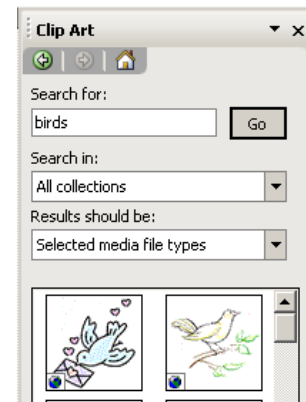 Clip Art
Search for:
birds
Go
Search in:
All collections
Results should be:
Selected media file types